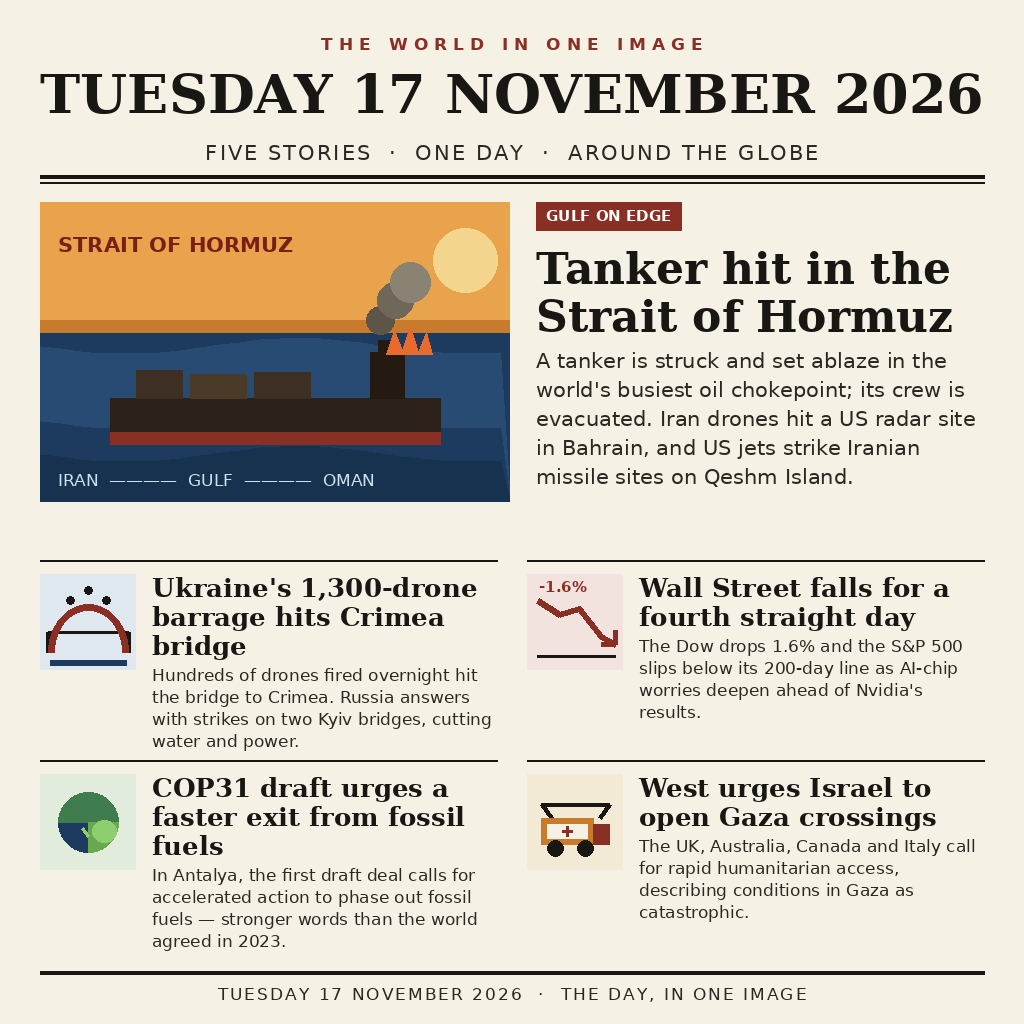 THE WORLD IN ONE IMAGE
TUESDAY 17 NOVEMBER 2026
FIVE STORIES · ONE DAY · AROUND THE GLOBE
STRAIT OF HORMUZ
IRAN ———— GULF ———— OMAN
GULF ON EDGE
Tanker hit in the
Strait of Hormuz
A tanker is struck and set ablaze in the
world's busiest oil chokepoint; its crew is
evacuated. Iran drones hit a US radar site
in Bahrain, and US jets strike Iranian
missile sites on Qeshm Island.
Ukraine's 1,300-drone
barrage hits Crimea
bridge
Hundreds of drones fired overnight hit
the bridge to Crimea. Russia answers
with strikes on two Kyiv bridges, cutting
water and power.
-1.6%
Wall Street falls for a
fourth straight day
The Dow drops 1.6% and the S&P 500
slips below its 200-day line as AI-chip
worries deepen ahead of Nvidia's
results.
COP31 draft urges a
faster exit from fossil
fuels
In Antalya, the first draft deal calls for
accelerated action to phase out fossil
fuels — stronger words than the world
agreed in 2023.
West urges Israel to
open Gaza crossings
The UK, Australia, Canada and Italy call
for rapid humanitarian access,
describing conditions in Gaza as
catastrophic.
TUESDAY 17 NOVEMBER 2026 · THE DAY, IN ONE IMAGE